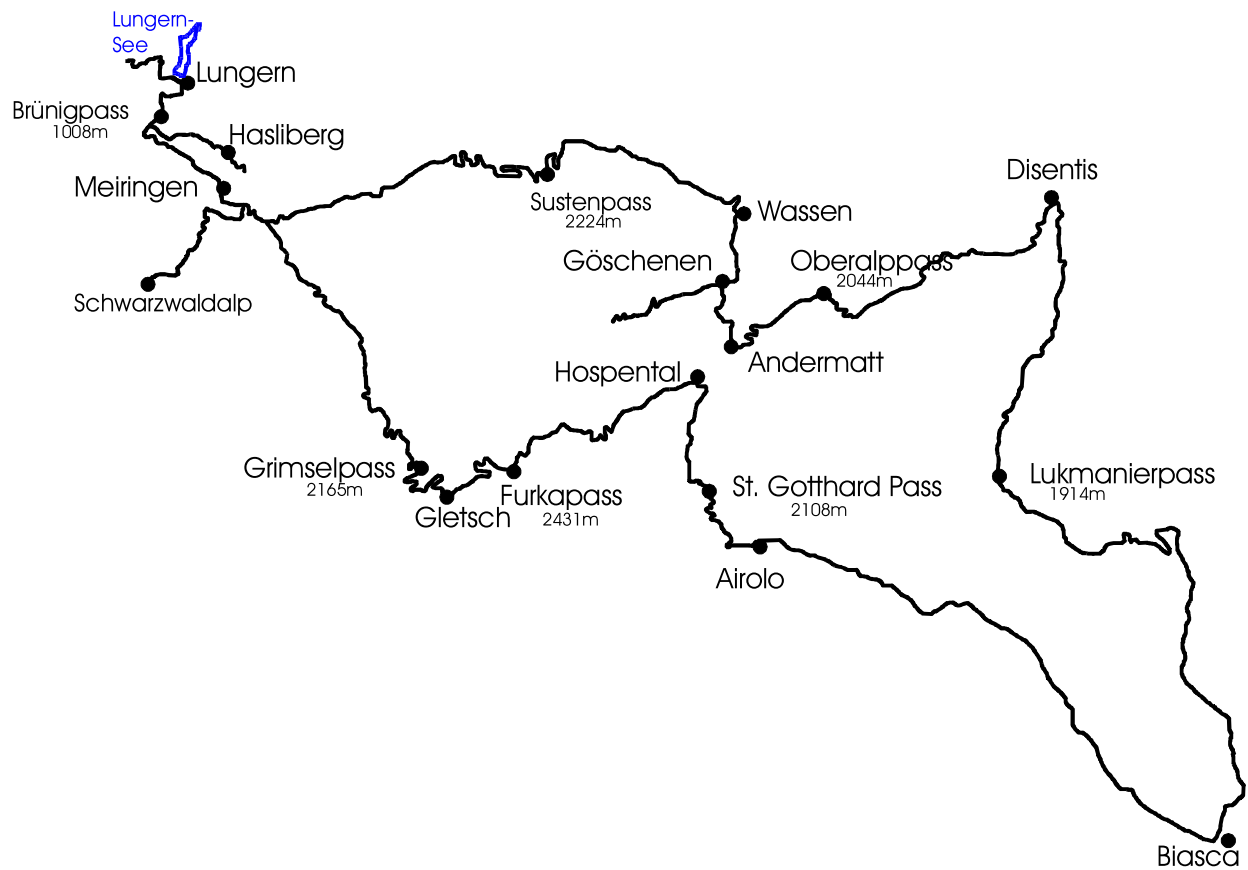 Lungern-
See
Lungern
Brünigpass
1008m
Hasliberg
Meiringen
Disentis
Sustenpass
2224m
Wassen
Göschenen
Oberalppass
2044m
Schwarzwaldalp
Andermatt
Hospental
Grimselpass
2165m
Furkapass
2431m
Gletsch
St. Gotthard Pass
2108m
Lukmanierpass
1914m
Airolo
Biasca